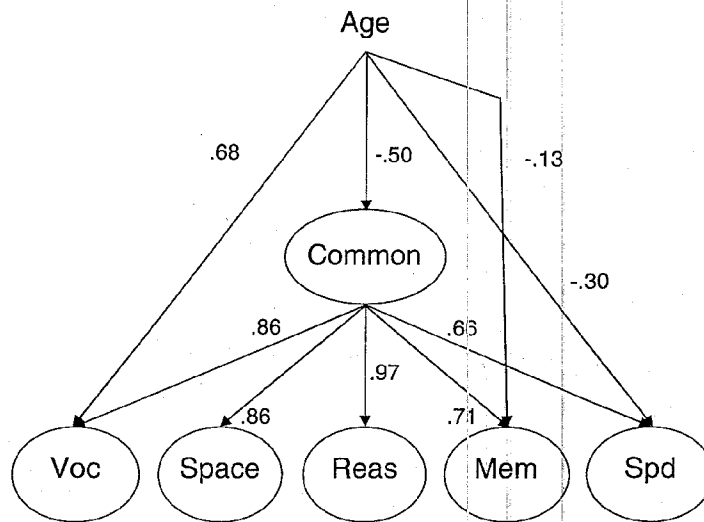 Age
.68
-.50
-.13
Common
-.30
.86
.66
.97
.86
.71
Voc
Space
Reas
Mem
Spd